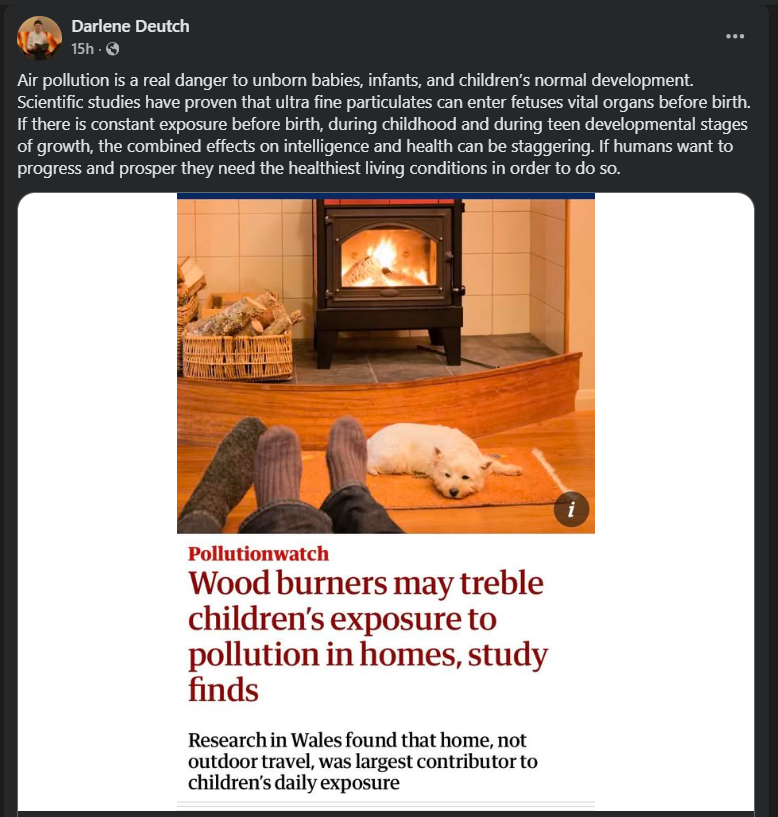 Darlene Deutch
15h ·
Air pollution is a real danger to unborn babies, infants, and children’s normal development.
Scientific studies have proven that ultra fine particulates can enter fetuses vital organs before birth.
If there is constant exposure before birth, during childhood and during teen developmental stages
of growth, the combined effects on intelligence and health can be staggering. If humans want to
progress and prosper they need the healthiest living conditions in order to do so.
i
Pollutionwatch
Wood burners may treble
children’s exposure to
pollution in homes, study
finds
Research in Wales found that home, not
outdoor travel, was largest contributor to
children’s daily exposure